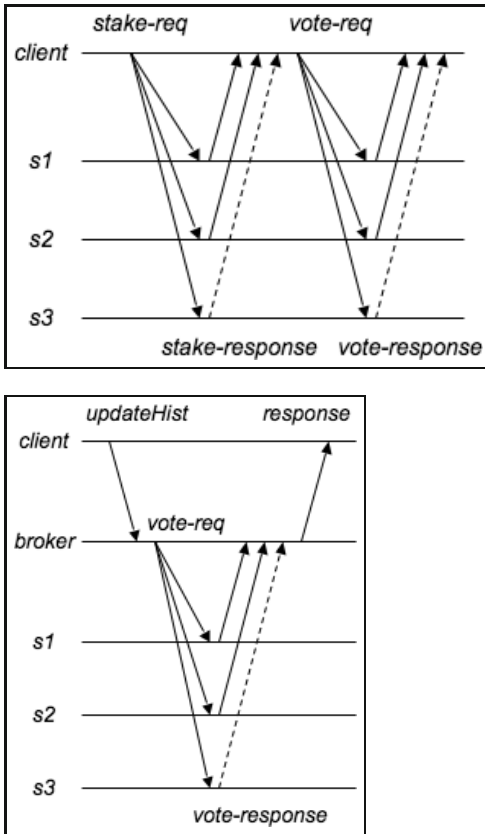 stake-req vote-req
client
s1
s2
s3
stake-response vote-response
updateHist response
client
vote-req
broker
s1
s2
s3
vote-response